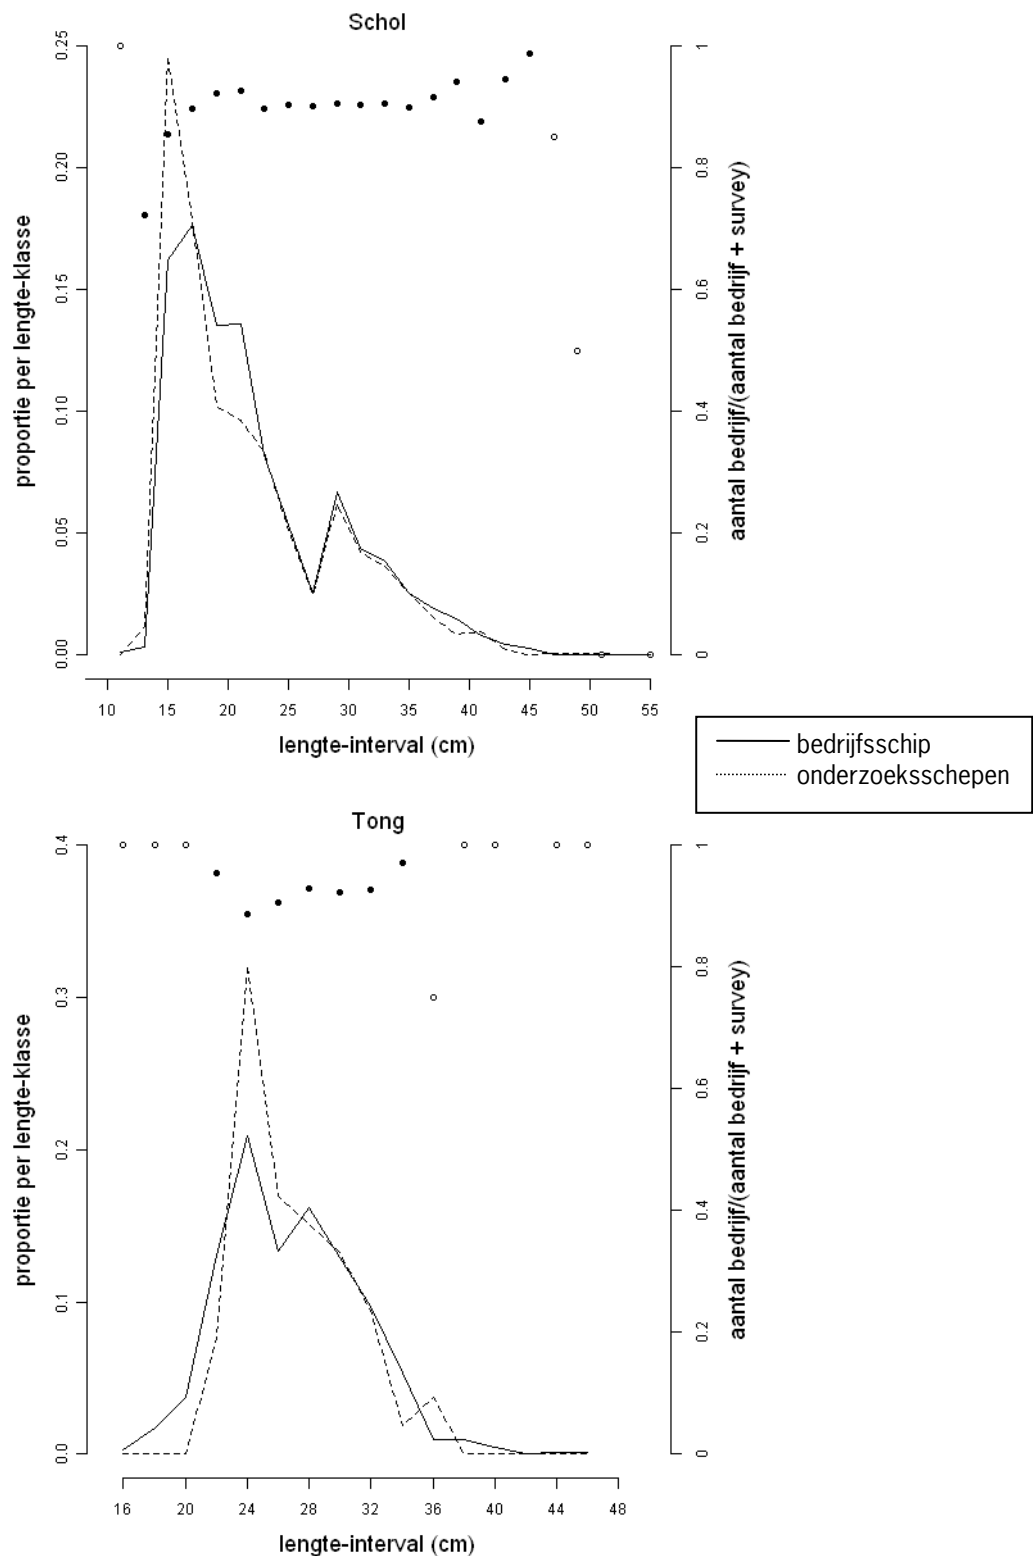 Schol
0.25
0.20
0.15
0.10
0.05
0.00
proportie per lengte-klasse
1
0.8
0.6
0.4
0.2
0
aantal bedrijf/(aantal bedrijf + survey)
10 15 20 25 30 35 40 45 50 55
lengte-interval (cm)
bedrijfsschip
onderzoeksschepen
Tong
0.4
0.3
0.2
0.1
0.0
proportie per lengte-klasse
1
0.8
0.6
0.4
0.2
0
aantal bedrijf/(aantal bedrijf + survey)
16 20 24 28 32 36 40 44 48
lengte-interval (cm)